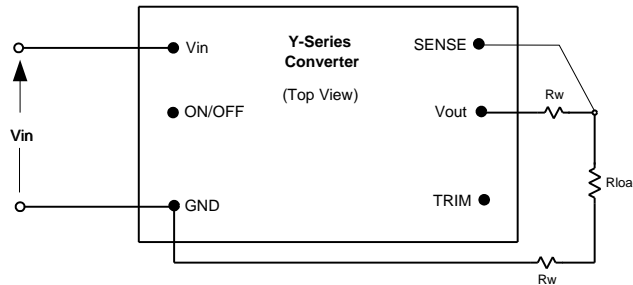 Y-Series
Converter
(Top View)
Vin
ON/OFF
GND
SENSE
Vout
TRIM
Vin
Rw
Rloa
Rw